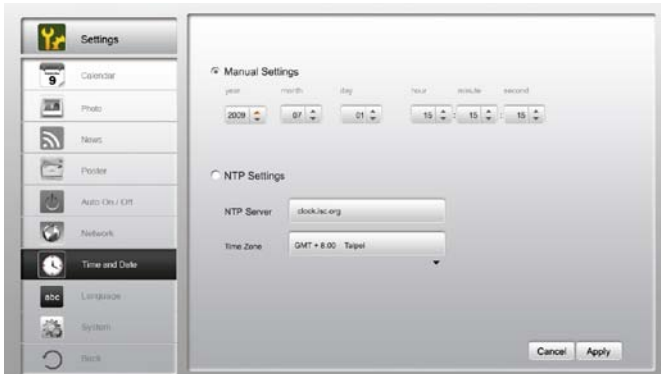 Settings
9
Calendar
Photo
News
Poster
Auto On / Off
Network
Time and Date
abc
Language
System
Back
Manual Settings
year month day hour minute second
2009 07 01 15 : 15 : 15
NTP Settings
NTP Server clock.isc.org
Time Zone GMT + 8.00 Taipei
Cancel Apply